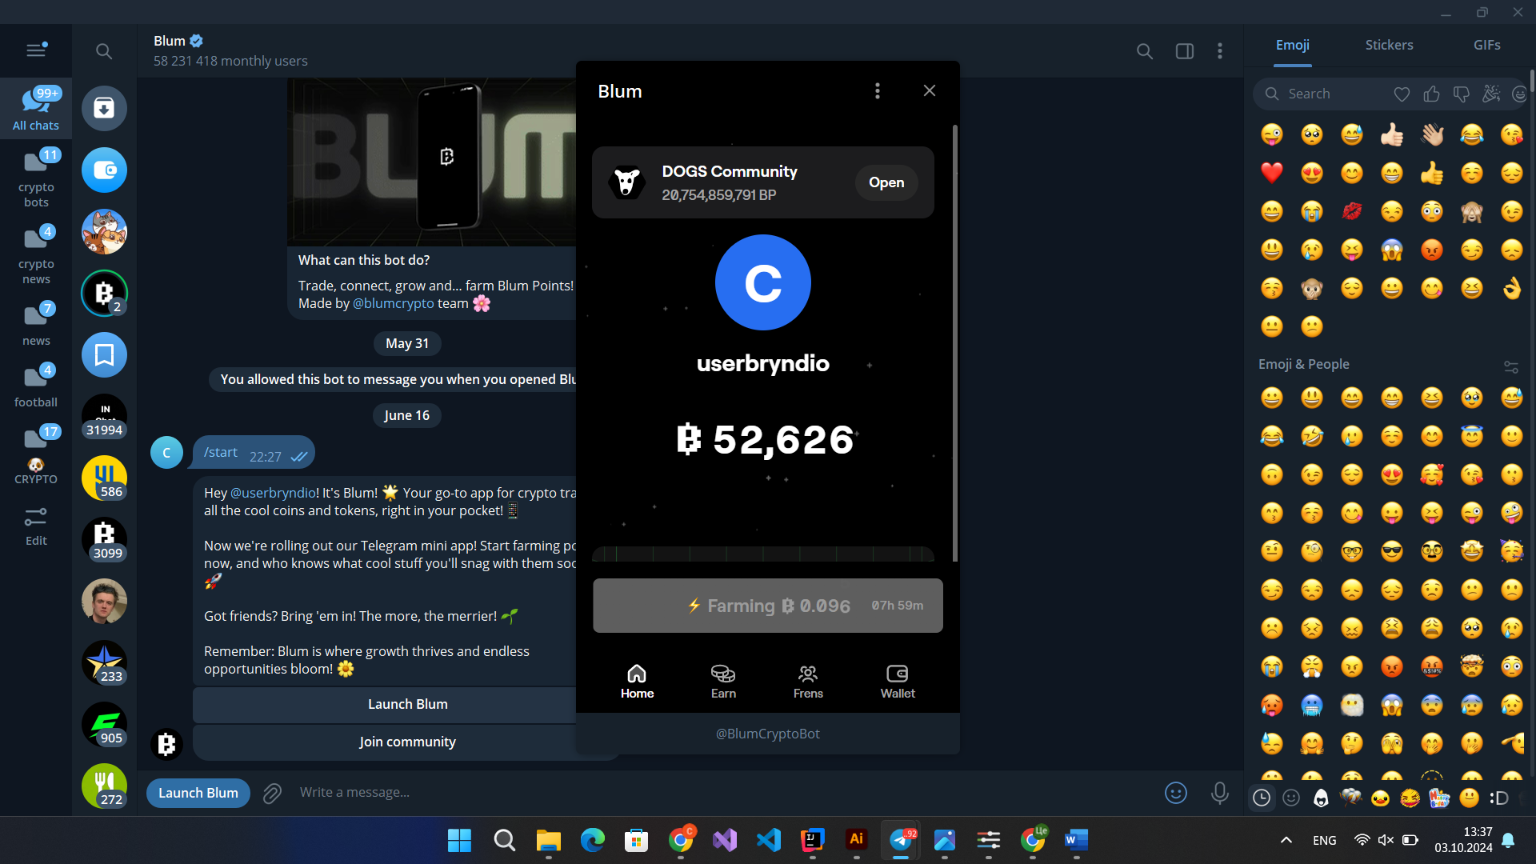 99+
All chats
11
crypto
bots
4
crypto
news
7
news
4
football
17
CRYPTO
Edit
2
IN
31994
586
3099
233
905
272
Blum
58 231 418 monthly users
BLUM
What can this bot do?
Trade, connect, grow and... farm Blum Points!
Made by @blumcrypto team 🌸
May 31
You allowed this bot to message you when you opened Blu
June 16
C
/start 22:27
Hey @userbryndio! It's Blum! 🌟 Your go-to app for crypto tra
all the cool coins and tokens, right in your pocket! 📱
Now we're rolling out our Telegram mini app! Start farming po
now, and who knows what cool stuff you'll snag with them soo
🚀
Got friends? Bring 'em in! The more, the merrier! 🌱
Remember: Blum is where growth thrives and endless
opportunities bloom! 🌼
Launch Blum
Join community
Launch Blum
Write a message...
Blum
DOGS Community
20,754,859,791 BP
Open
C
userbryndio
52,626
⚡ Farming 0.096 07h 59m
Home
Earn
Frens
Wallet
@BlumCryptoBot
Emoji
Stickers
GIFs
Search
Emoji & People
:D
C
IJ
Ai
92
Це
W
ENG
13:37
03.10.2024